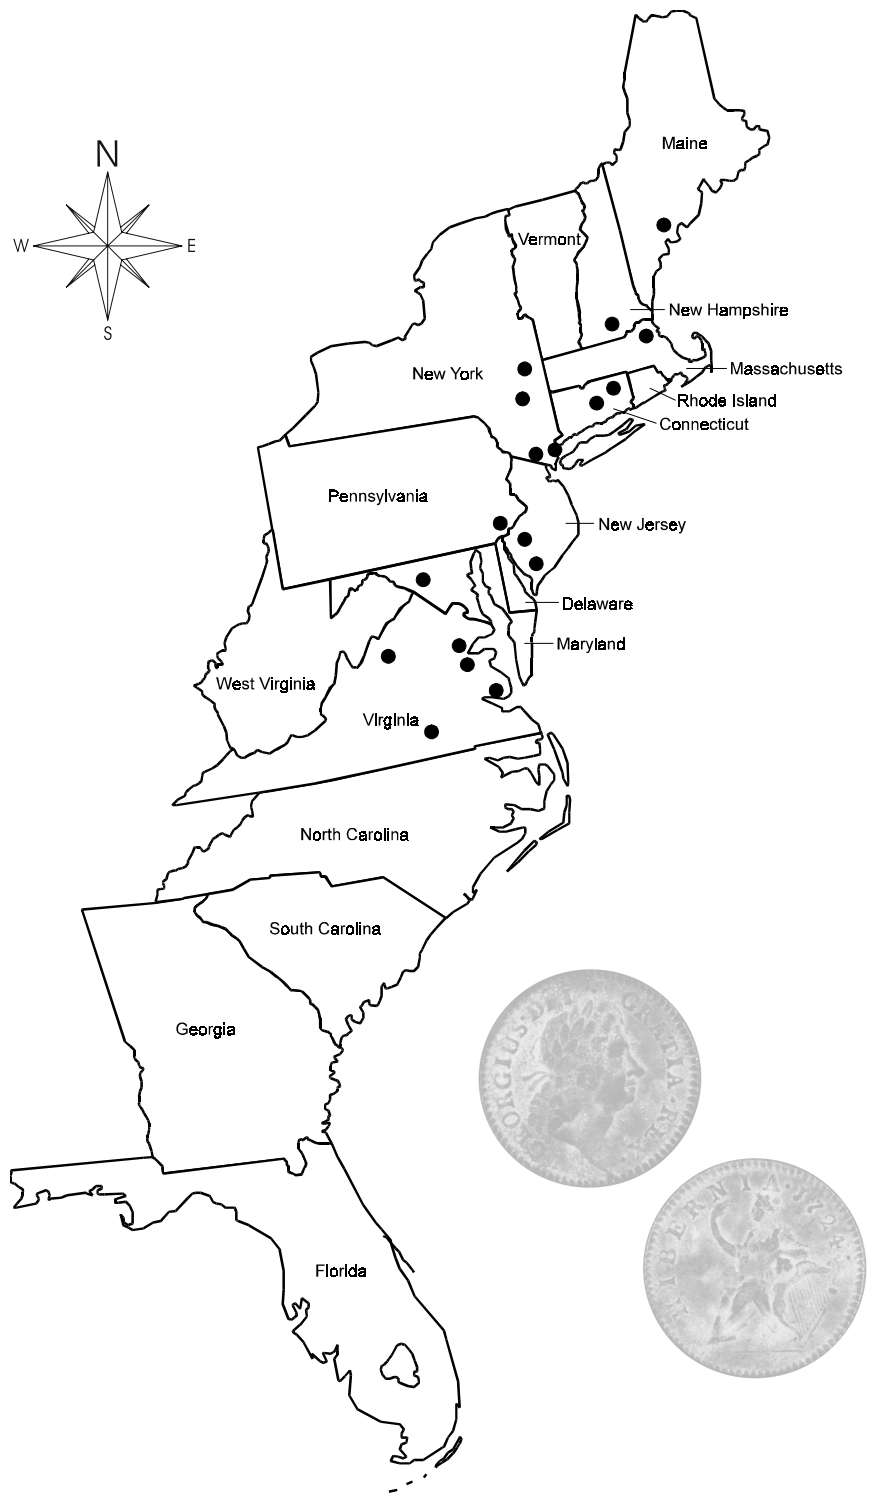 N
W
E
S
Maine
Vermont
New Hampshire
New York
Massachusetts
Rhode Island
Connecticut
Pennsylvania
New Jersey
Delaware
Maryland
West Virginia
Virginia
North Carolina
South Carolina
Georgia
Florida
GEORGIUS·DEI GRATIA·REX·
HIBERNIA·1724·